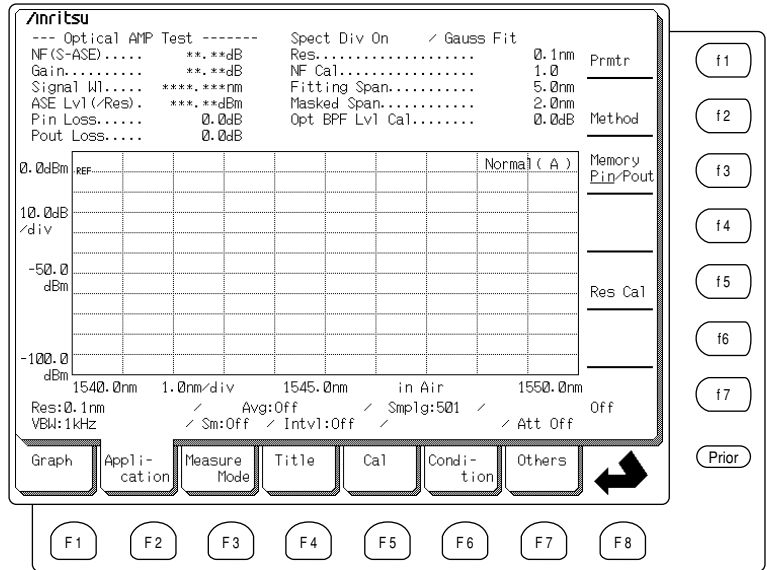 Anritsu
--- Optical AMP Test ------- Spect Div On / Gauss Fit
NF(S-ASE)..... **.**dB Res.................... 0.1nm
Gain.......... **.**dB NF Cal................. 1.0
Signal Wl..... ****.***nm Fitting Span........... 5.0nm
ASE Lvl(/Res). ***.**dBm Masked Span............ 2.0nm
Pin Loss...... 0.0dB Opt BPF Lvl Cal........ 0.0dB
Pout Loss..... 0.0dB
Prmtr
Method
Memory
Pin/Pout
Res Cal
0.0dBm REF Normal( A )
10.0dB
/div
-50.0
dBm
-100.0
dBm
1540.0nm 1.0nm/div 1545.0nm in Air 1550.0nm
Res:0.1nm / Avg:Off / Smplg:501 / Off
VBW:1kHz / Sm:Off / Intvl:Off / / Att Off
Graph
Appli-
cation
Measure
Mode
Title
Cal
Condi-
tion
Others
f1
f2
f3
f4
f5
f6
f7
Prior
F1 F2 F3 F4 F5 F6 F7 F8